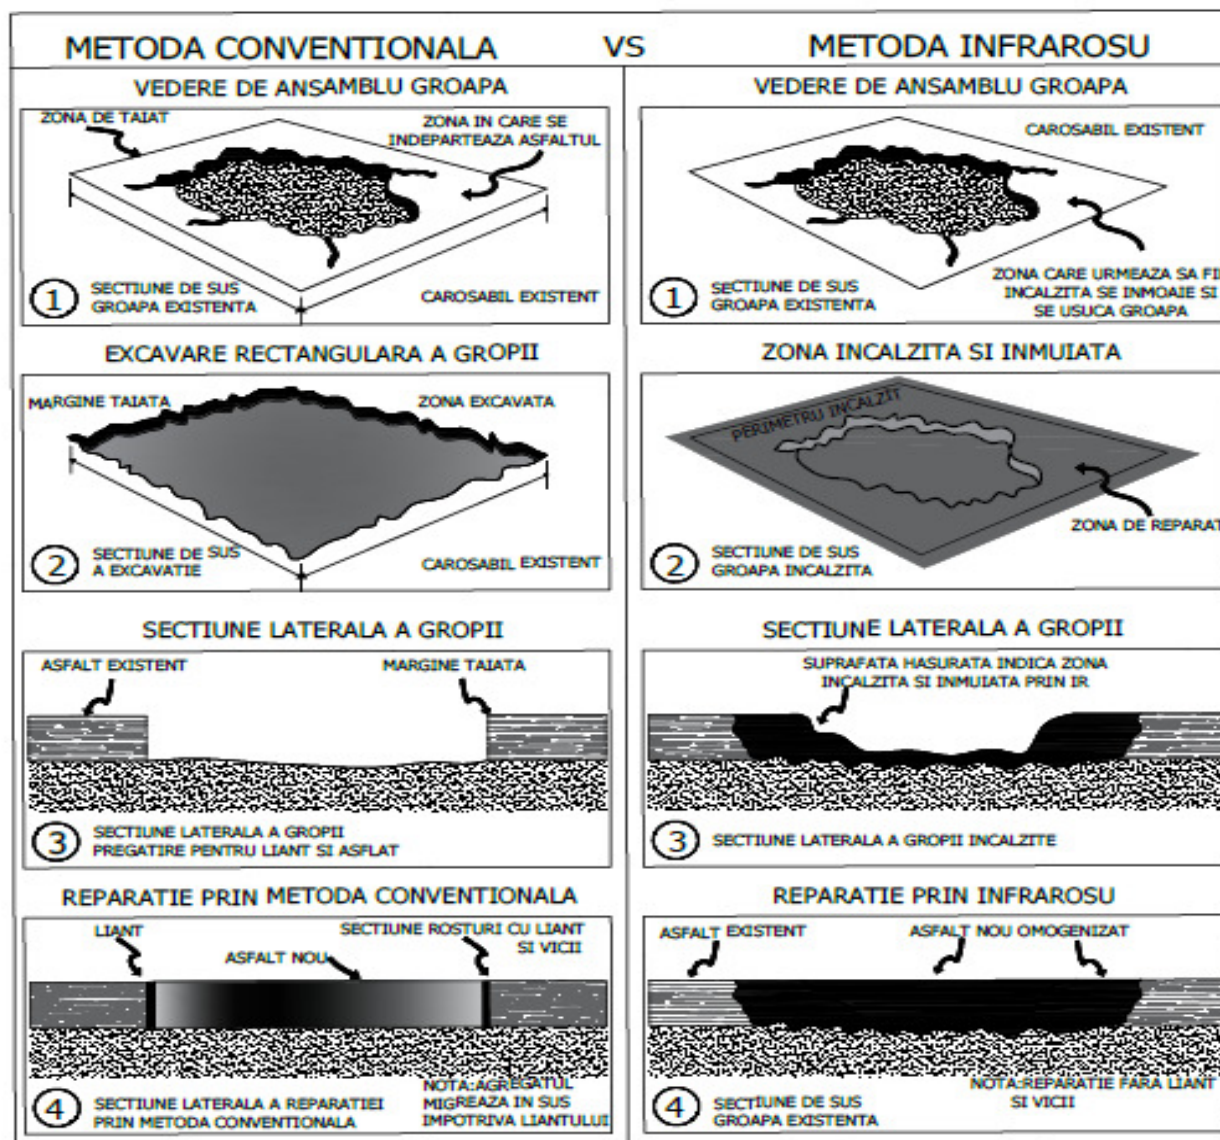 METODA CONVENTIONALA VS METODA INFRAROSU
VEDERE DE ANSAMBLU GROAPA
ZONA DE TAIAT
ZONA IN CARE SE
INDEPARTEAZA ASFALTUL
1 SECTIUNE DE SUS
GROAPA EXISTENTA
CAROSABIL EXISTENT
EXCAVARE RECTANGULARA A GROPII
MARGINE TAIATA
ZONA EXCAVATA
2 SECTIUNE DE SUS
A EXCAVATIE
CAROSABIL EXISTENT
SECTIUNE LATERALA A GROPII
ASFALT EXISTENT
MARGINE TAIATA
3 SECTIUNE LATERALA A GROPII
PREGATIRE PENTRU LIANT SI ASFLAT
REPARATIE PRIN METODA CONVENTIONALA
LIANT
ASFALT NOU
SECTIUNE ROSTURI CU LIANT
SI VICII
4 SECTIUNE LATERALA A REPARATIEI
PRIN METODA CONVENTIONALA
NOTA:AGREGATUL
MIGREAZA IN SUS
IMPOTRIVA LIANTULUI
VEDERE DE ANSAMBLU GROAPA
CAROSABIL EXISTENT
1 SECTIUNE DE SUS
GROAPA EXISTENTA
ZONA CARE URMEAZA SA FIE
INCALZITA SE INMOAIE SI
SE USUCA GROAPA
ZONA INCALZITA SI INMUIATA
PERIMETRU INCALZIT
ZONA DE REPARAT
2 SECTIUNE DE SUS
GROAPA INCALZITA
SECTIUNE LATERALA A GROPII
SUPRAFATA HASURATA INDICA ZONA
INCALZITA SI INMUIATA PRIN IR
3 SECTIUNE LATERALA A GROPII INCALZITE
REPARATIE PRIN INFRAROSU
ASFALT EXISTENT
ASFALT NOU OMOGENIZAT
4 SECTIUNE DE SUS
GROAPA EXISTENTA
NOTA:REPARATIE FARA LIANT
SI VICII